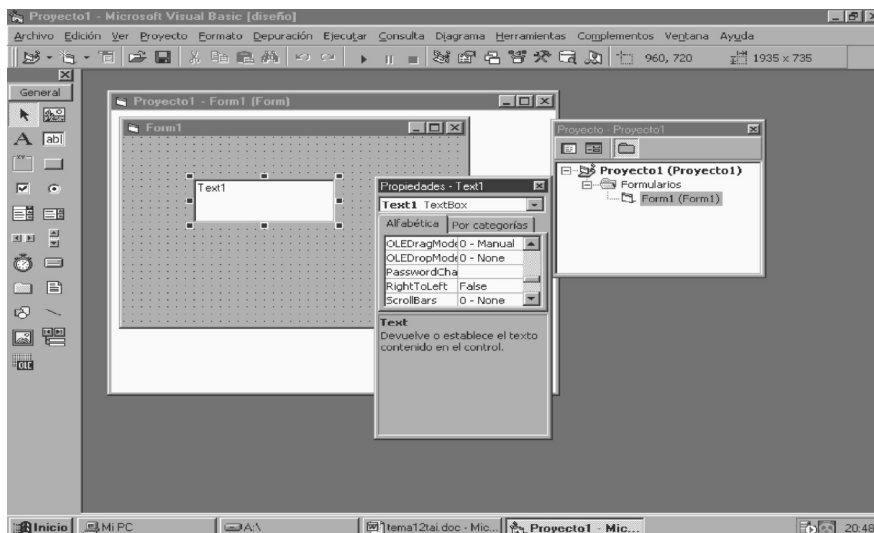 Proyecto1 - Microsoft Visual Basic [diseño]
Archivo Edición Ver Proyecto Formato Depuración Ejecutar Consulta Diagrama Herramientas Complementos Ventana Ayuda
960, 720
1935 x 735
General
A
ab|
OLE
Proyecto1 - Form1 (Form)
Form1
Text1
Propiedades - Text1
Text1 TextBox
Alfabética
Por categorías
OLEDragMode 0 - Manual
OLEDropMode 0 - None
PasswordCha
RightToLeft False
ScrollBars 0 - None
Text
Devuelve o establece el texto
contenido en el control.
Proyecto - Proyecto1
Proyecto1 (Proyecto1)
Formularios
Form1 (Form1)
Inicio
Mi PC
A:\
tema12tai.doc - Mic...
Proyecto1 - Mic...
20:48